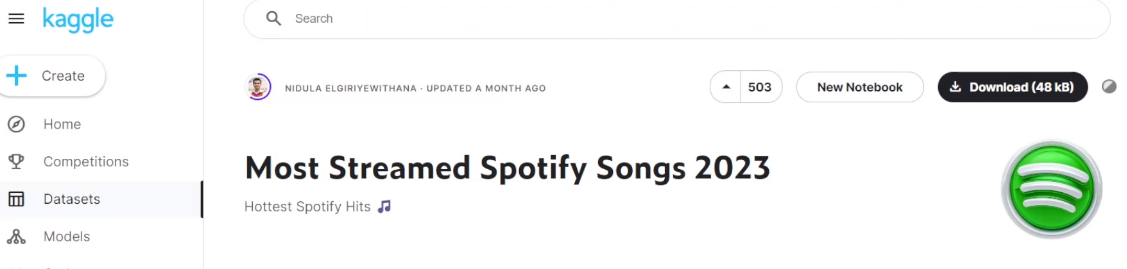 kaggle
Search
Create
NIDULA ELGIRIYEWITHANA · UPDATED A MONTH AGO
503
New Notebook
Download (48 kB)
Home
Competitions
Most Streamed Spotify Songs 2023
Datasets
Hottest Spotify Hits
Models